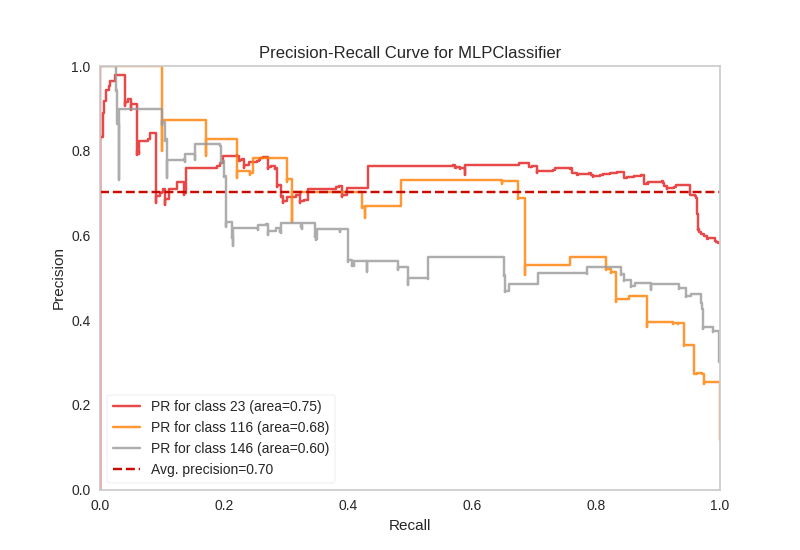 Precision-Recall Curve for MLPClassifier
1.0
0.8
0.6
0.4
0.2
0.0
Precision
PR for class 23 (area=0.75)
PR for class 116 (area=0.68)
PR for class 146 (area=0.60)
Avg. precision=0.70
0.0 0.2 0.4 0.6 0.8 1.0
Recall